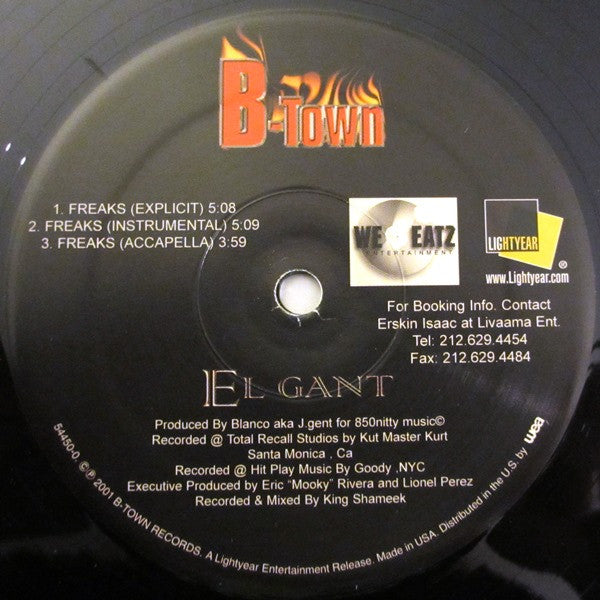 B-TOWN
1. FREAKS (EXPLICIT) 5:08
2. FREAKS (INSTRUMENTAL) 5:09
3. FREAKS (ACCAPELLA) 3:59
WE EATZ
ENTERTAINMENT
LIGHTYEAR
®
www.Lightyear.com
For Booking Info. Contact
Erskin Isaac at Livaama Ent.
Tel: 212.629.4454
Fax: 212.629.4484
EL GANT
Produced By Blanco aka J.gent for 850nitty music©
Recorded @ Total Recall Studios by Kut Master Kurt
Santa Monica , Ca
Recorded @ Hit Play Music By Goody ,NYC
Executive Produced by Eric "Mooky" Rivera and Lionel Perez
Recorded & Mixed By King Shameek
54450-0 ©℗ 2001 B-TOWN RECORDS. A Lightyear Entertainment Release. Made in USA. Distributed in the U.S. by wea